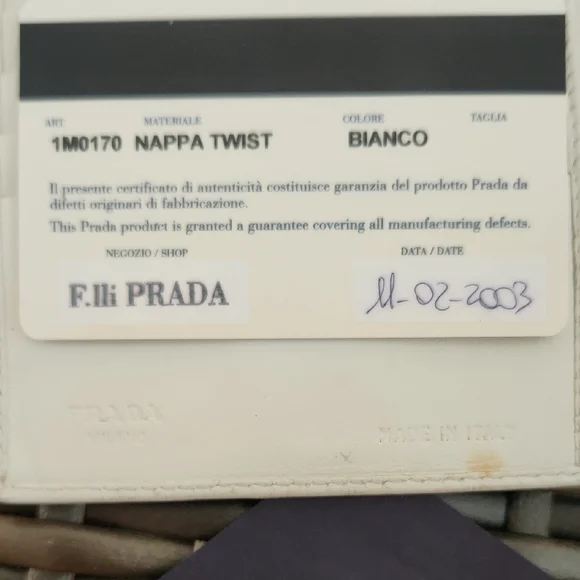 ART MATERIALE COLORE TAGLIA
1M0170 NAPPA TWIST BIANCO
Il presente certificato di autenticità costituisce garanzia del prodotto Prada da
difetti originari di fabbricazione.
This Prada product is granted a guarantee covering all manufacturing defects.
NEGOZIO / SHOP DATA / DATE
F.lli PRADA 11-02-2003
PRADA
MILANO MADE IN ITALY